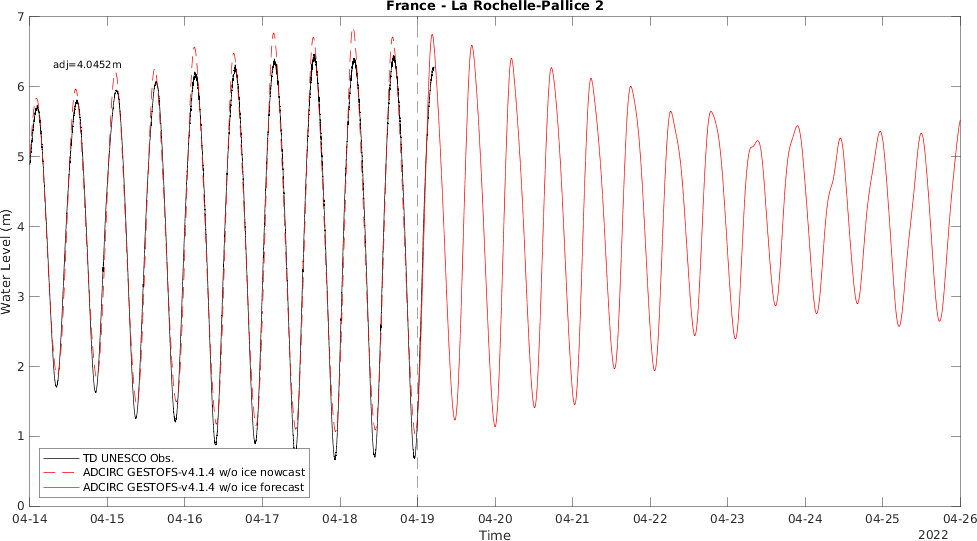 France - La Rochelle-Pallice 2
adj=4.0452m
7
6
5
4
3
2
1
0
Water Level (m)
TD UNESCO Obs.
ADCIRC GESTOFS-v4.1.4 w/o ice nowcast
ADCIRC GESTOFS-v4.1.4 w/o ice forecast
04-14 04-15 04-16 04-17 04-18 04-19 04-20 04-21 04-22 04-23 04-24 04-25 04-26
Time
2022